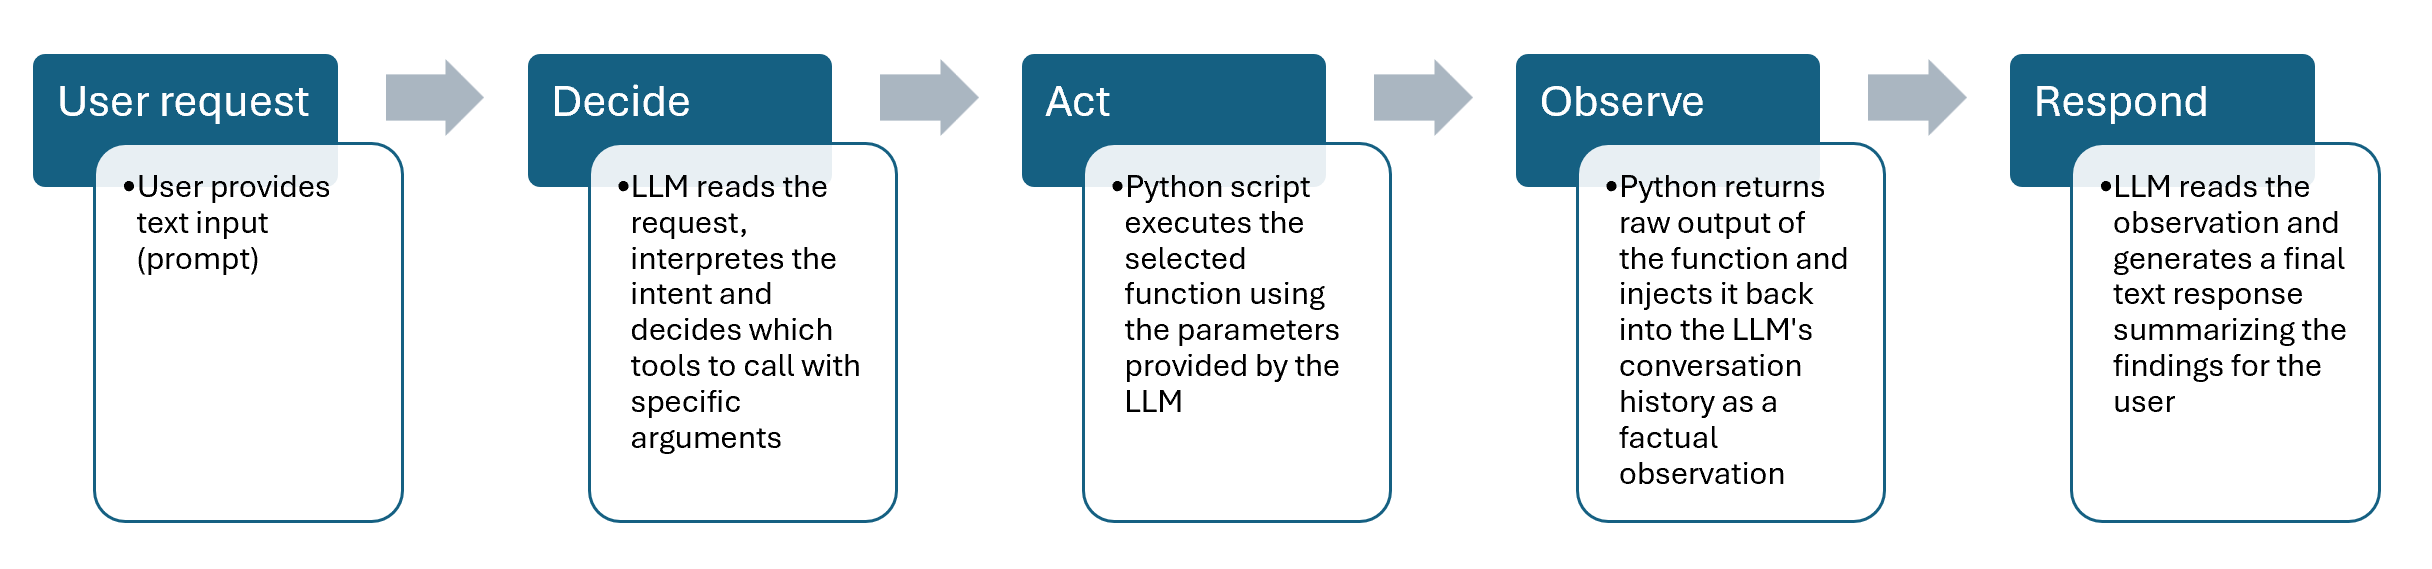 User request
•User provides
text input
(prompt)
Decide
•LLM reads the
request,
interpretes the
intent and
decides which
tools to call with
specific
arguments
Act
•Python script
executes the
selected
function using
the parameters
provided by the
LLM
Observe
•Python returns
raw output of
the function and
injects it back
into the LLM's
conversation
history as a
factual
observation
Respond
•LLM reads the
observation and
generates a final
text response
summarizing the
findings for the
user